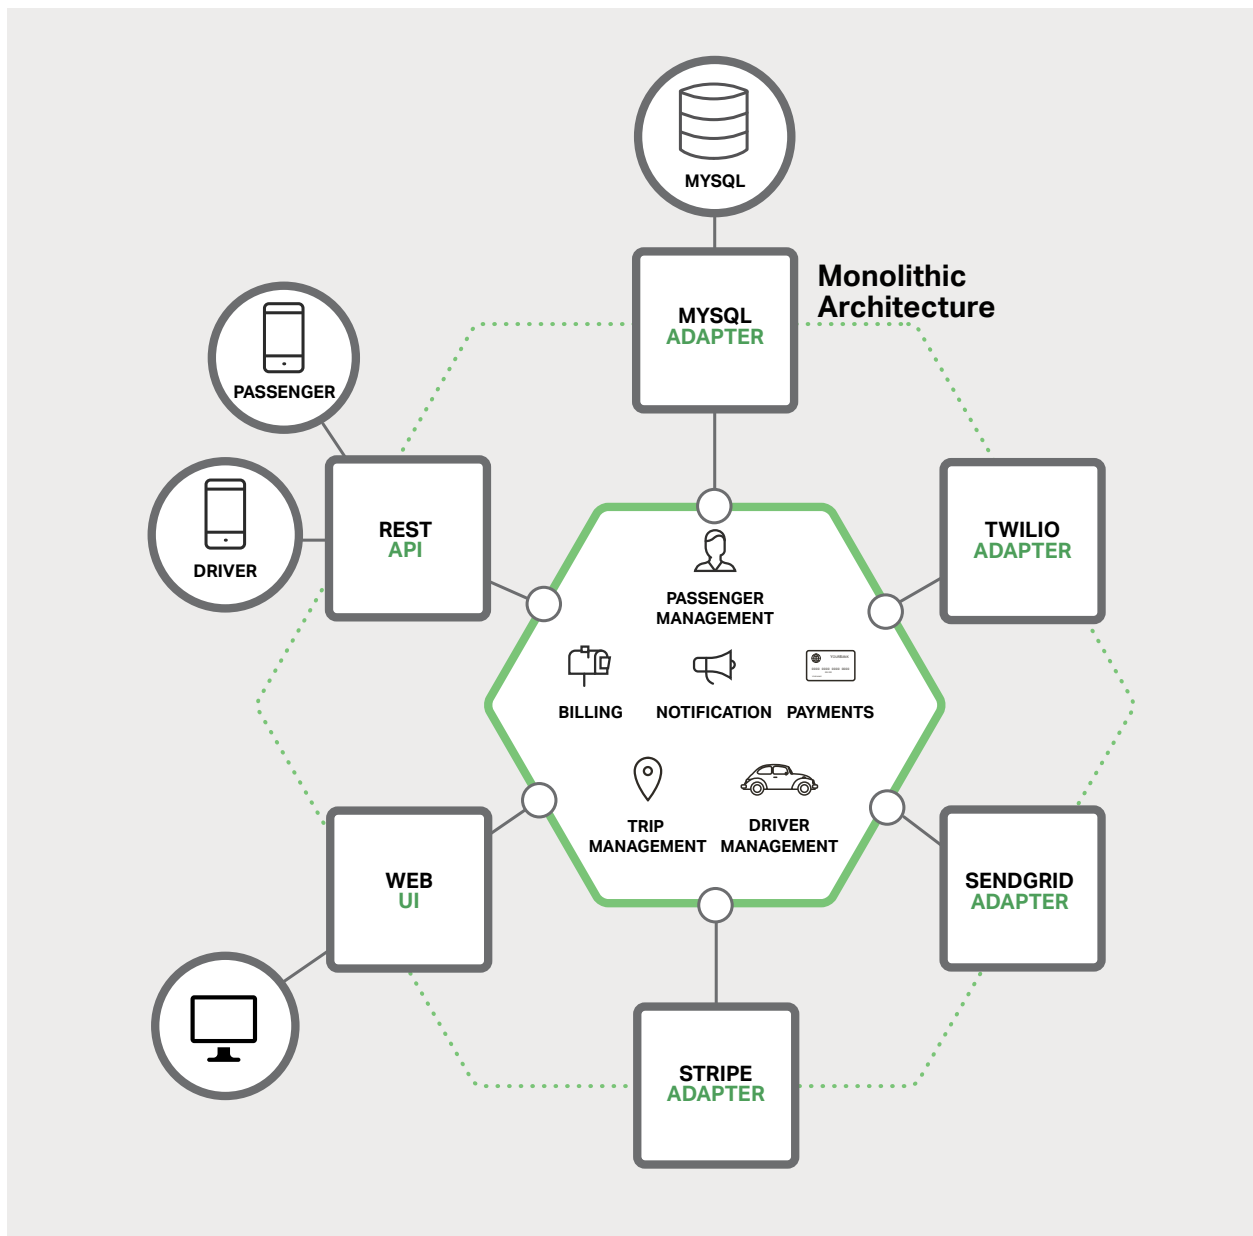 MYSQL
Monolithic
Architecture
MYSQL
ADAPTER
PASSENGER
REST
API
DRIVER
TWILIO
ADAPTER
PASSENGER
MANAGEMENT
BILLING
NOTIFICATION
PAYMENTS
TRIP
MANAGEMENT
DRIVER
MANAGEMENT
WEB
UI
SENDGRID
ADAPTER
STRIPE
ADAPTER